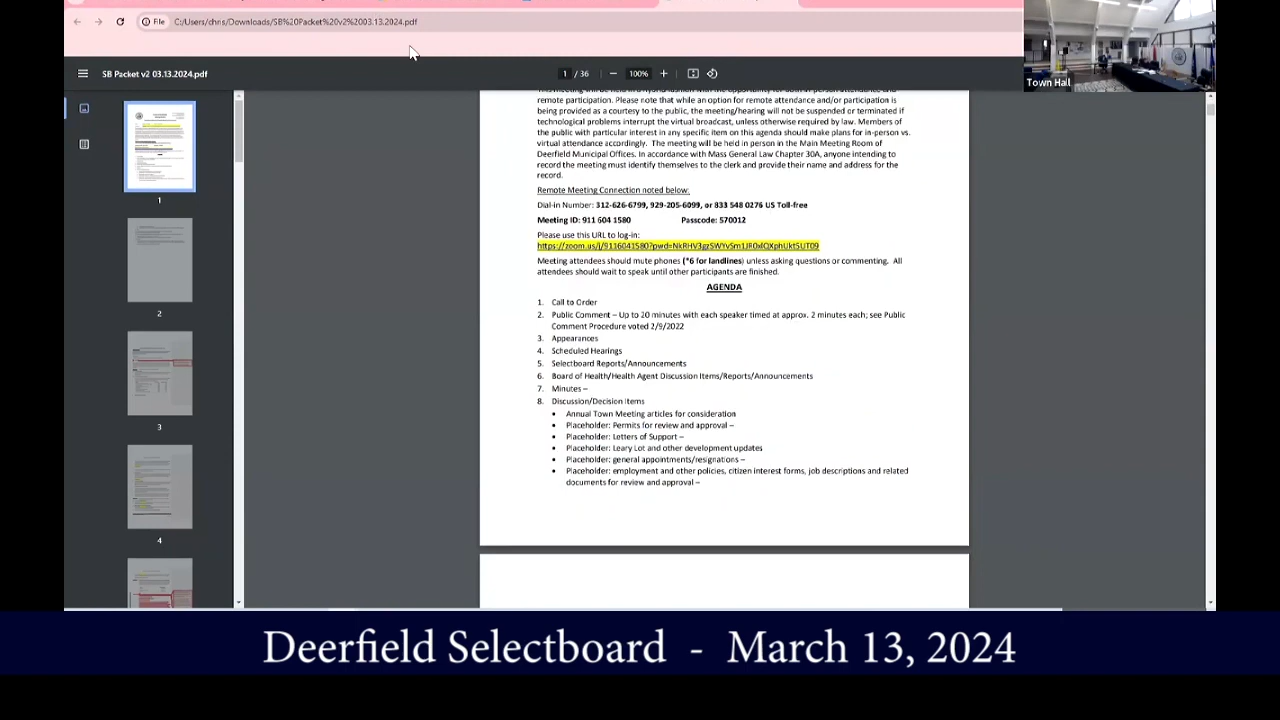 File C:/Users/chris/Downloads/SB%20Packet%20v2%2003.13.2024.pdf
SB Packet v2 03.13.2024.pdf
1 / 36
100%
Town Hall
remote participation. Please note that while an option for remote attendance and/or participation is
being provided as a courtesy to the public, the meeting/hearing will not be suspended or terminated if
technological problems interrupt the virtual broadcast, unless otherwise required by law. Members
of the public with particular interest in any specific item on this agenda should make plans for in-person vs.
virtual attendance accordingly. The meeting will be held in person in the Main Meeting Room of
Deerfield Municipal Offices. In accordance with Mass General Law Chapter 30A, anyone intending to
record the meeting must identify themselves to the clerk and provide their name and address for the
record.
Remote Meeting Connection noted below:
Dial-in Number: 312-626-6799, 929-205-6099, or 833 548 0276 US Toll-free
Meeting ID: 911 604 1580 Passcode: 570012
Please use this URL to log-in:
Meeting attendees should mute phones (*6 for landlines) unless asking questions or commenting. All
attendees should wait to speak until other participants are finished.
AGENDA
1. Call to Order
2. Public Comment – Up to 20 minutes with each speaker timed at approx. 2 minutes each; see Public
Comment Procedure voted 2/9/2022
3. Appearances
4. Scheduled Hearings
5. Selectboard Reports/Announcements
6. Board of Health/Health Agent Discussion Items/Reports/Announcements
7. Minutes –
8. Discussion/Decision Items
• Annual Town Meeting articles for consideration
• Placeholder: Permits for review and approval –
• Placeholder: Letters of Support –
• Placeholder: Leary Lot and other development updates
• Placeholder: general appointments/resignations –
• Placeholder: employment and other policies, citizen interest forms, job descriptions and related
documents for review and approval –
1
2
3
4
Deerfield Selectboard - March 13, 2024